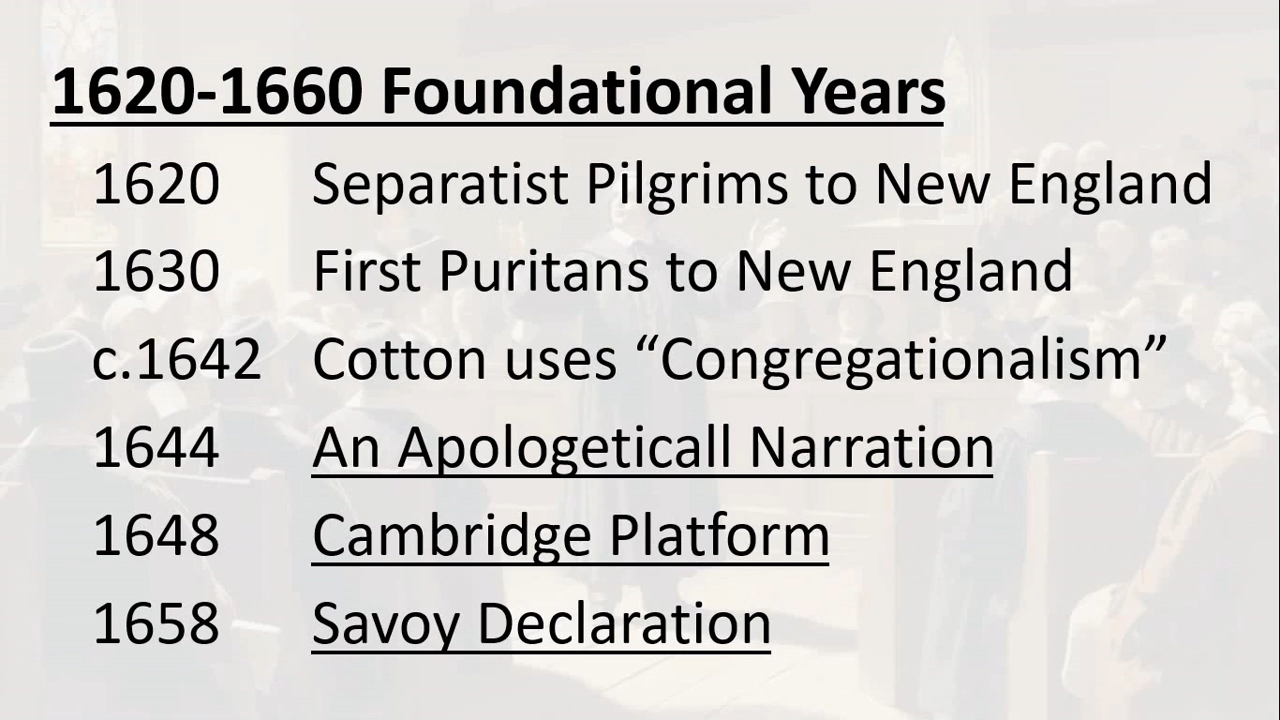 1620-1660 Foundational Years
1620 Separatist Pilgrims to New England
1630 First Puritans to New England
c.1642 Cotton uses “Congregationalism”
1644 An Apologeticall Narration
1648 Cambridge Platform
1658 Savoy Declaration